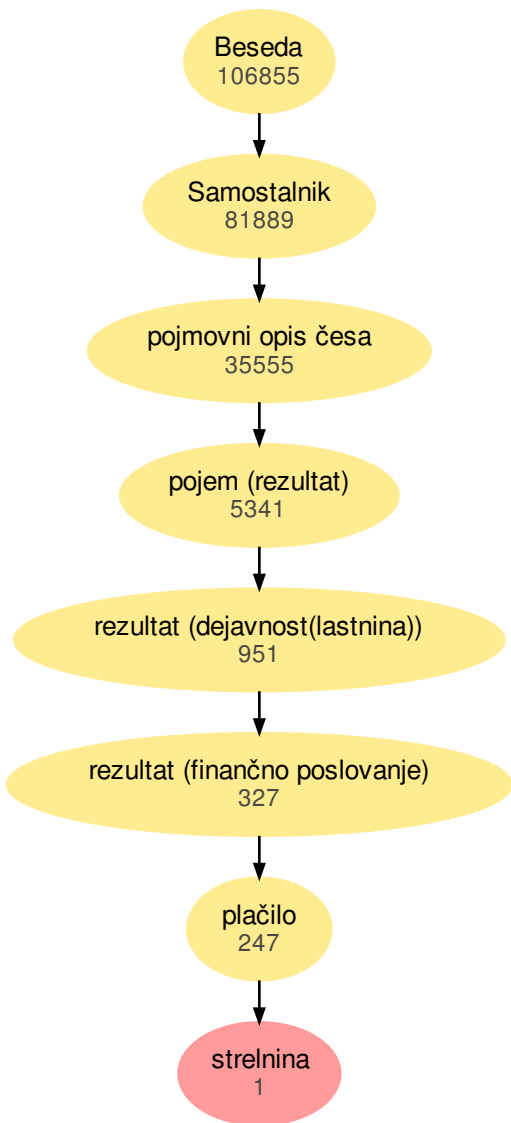 Beseda
106855
Samostalnik
81889
pojmovni opis česa
35555
pojem (rezultat)
5341
rezultat (dejavnost(lastnina))
951
rezultat (finančno poslovanje)
327
plačilo
247
strelnina
1